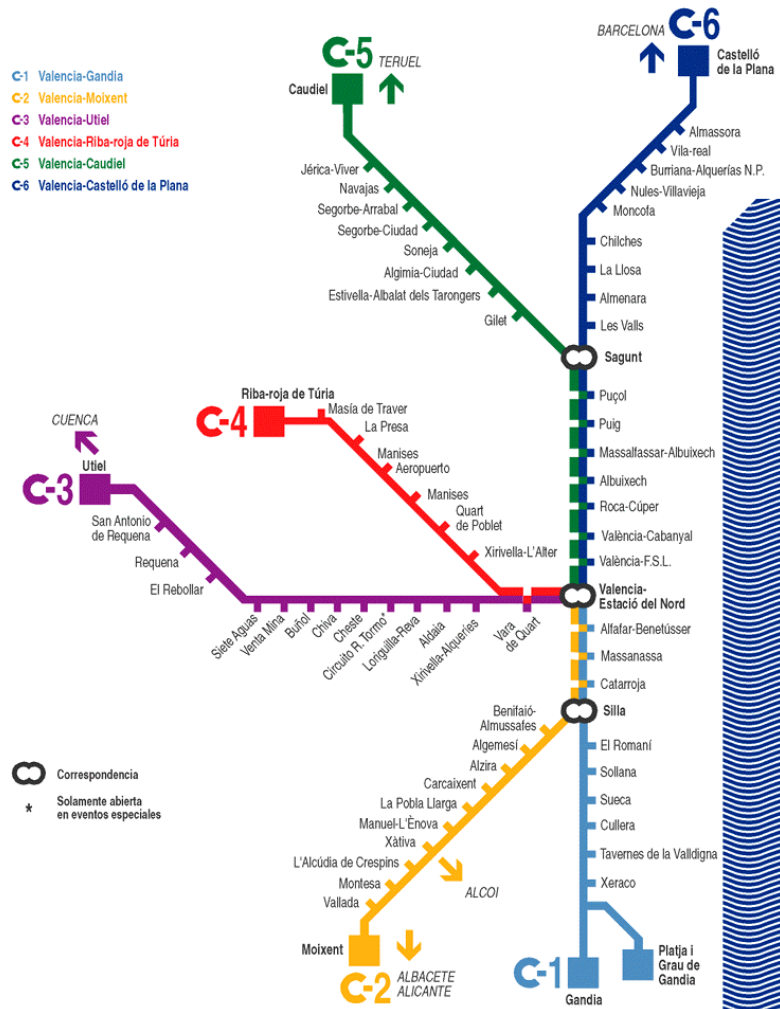 C-1 Valencia-Gandia
C-2 Valencia-Moixent
C-3 Valencia-Utiel
C-4 Valencia-Riba-roja de Túria
C-5 Valencia-Caudiel
C-6 Valencia-Castelló de la Plana
C-5
TERUEL
Caudiel
BARCELONA
C-6
Castelló
de la Plana
Almassora
Vila-real
Burriana-Alquerías N.P.
Nules-Villavieja
Moncofa
Chilches
La Llosa
Almenara
Les Valls
Jérica-Viver
Navajas
Segorbe-Arrabal
Segorbe-Ciudad
Soneja
Algimia-Ciudad
Estivella-Albalat dels Tarongers
Gilet
Sagunt
Puçol
Puig
Massalfassar-Albuixech
Albuixech
Roca-Cúper
València-Cabanyal
València-F.S.L.
Valencia-
Estació del Nord
Riba-roja de Túria
C-4
Masía de Traver
La Presa
Manises
Aeropuerto
Manises
Quart
de Poblet
Xirivella-L'Alter
CUENCA
Utiel
C-3
San Antonio
de Requena
Requena
El Rebollar
Siete Aguas
Venta Mina
Buñol
Chiva
Cheste
Circuito R. Tormo*
Loriguilla-Reva
Aldaia
Xirivella-Alqueríes
Vara
de Quart
Alfafar-Benetússer
Massanassa
Catarroja
Silla
Benifaió-
Almussafes
Algemesí
Alzira
Carcaixent
La Pobla Llarga
Manuel-L'Ènova
Xàtiva
L'Alcúdia de Crespins
Montesa
Vallada
ALCOI
Moixent
C-2
ALBACETE
ALICANTE
El Romaní
Sollana
Sueca
Cullera
Tavernes de la Valldigna
Xeraco
Platja i
Grau de
Gandia
C-1
Gandia
Correspondencia
* Solamente abierta
en eventos especiales